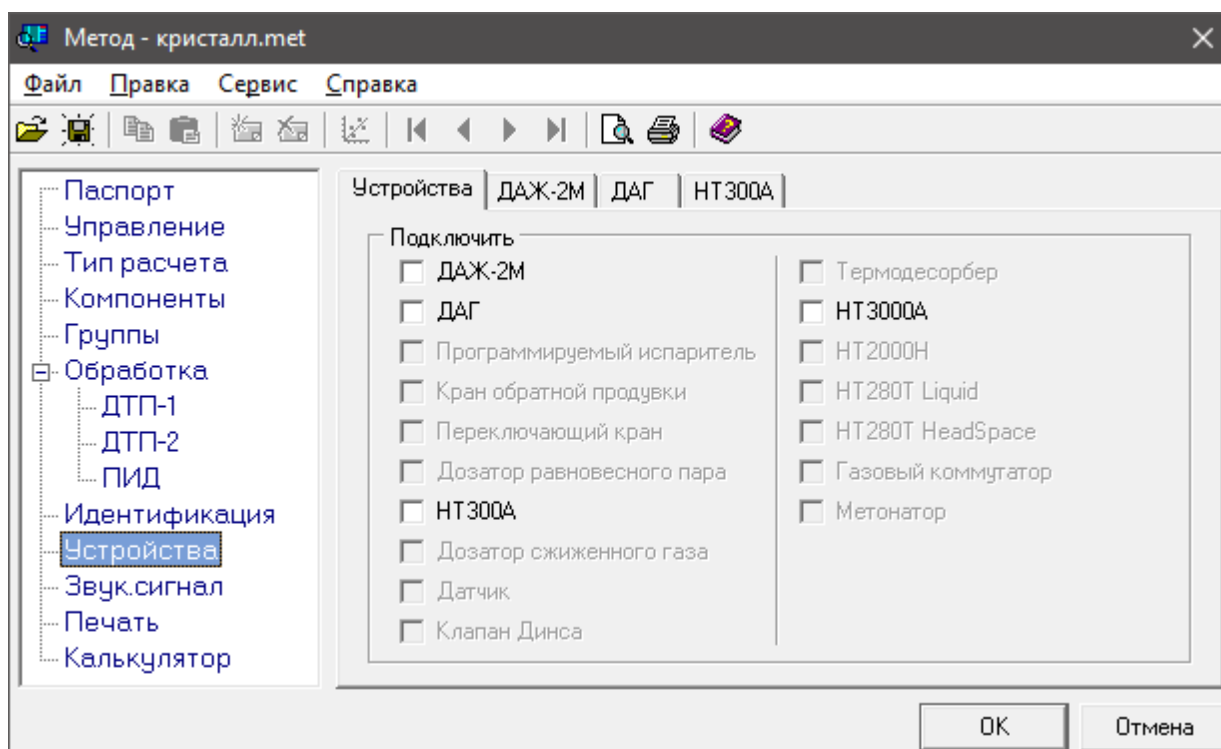 Метод - кристалл.met
Файл Правка Сервис Справка
Паспорт
Управление
Тип расчета
Компоненты
Группы
Обработка
ДТП-1
ДТП-2
ПИД
Идентификация
Устройства
Звук.сигнал
Печать
Калькулятор
Устройства ДАЖ-2М ДАГ НТ300А
Подключить
ДАЖ-2М
ДАГ
Программируемый испаритель
Кран обратной продувки
Переключающий кран
Дозатор равновесного пара
НТ300А
Дозатор сжиженного газа
Датчик
Клапан Динса
Термодесорбер
НТ3000А
НТ2000Н
НТ280Т Liquid
НТ280Т HeadSpace
Газовый коммутатор
Метонатор
ОК Отмена